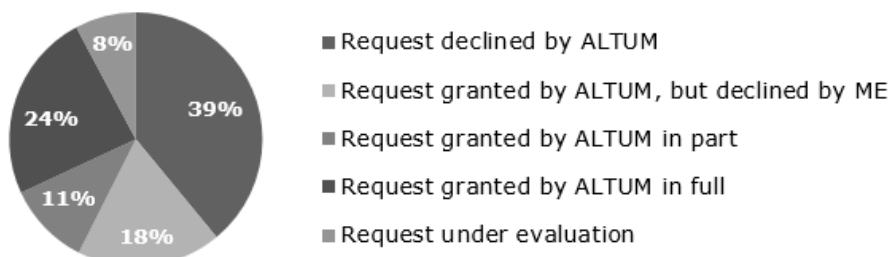 8%
39%
24%
11%
18%
Request declined by ALTUM
Request granted by ALTUM, but declined by ME
Request granted by ALTUM in part
Request granted by ALTUM in full
Request under evaluation